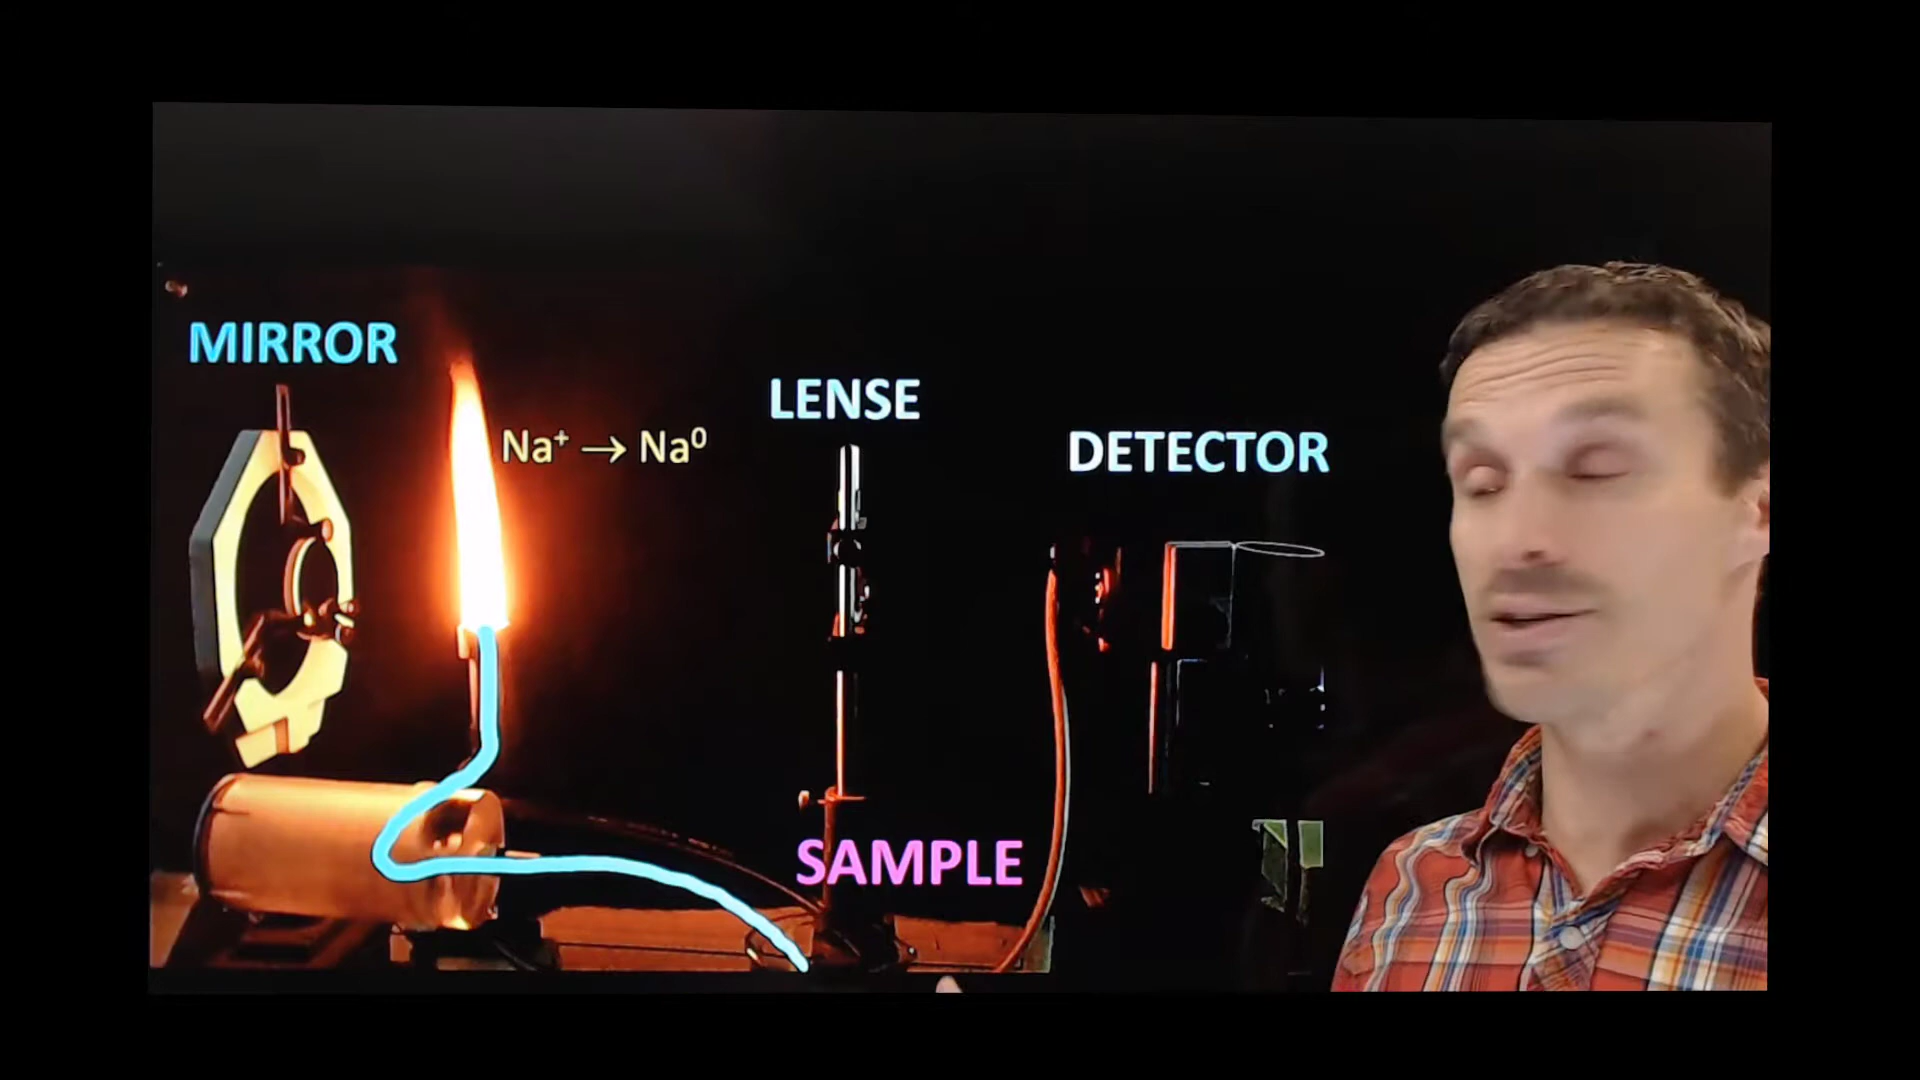 MIRROR
LENSE
Na⁺ → Na⁰
DETECTOR
SAMPLE